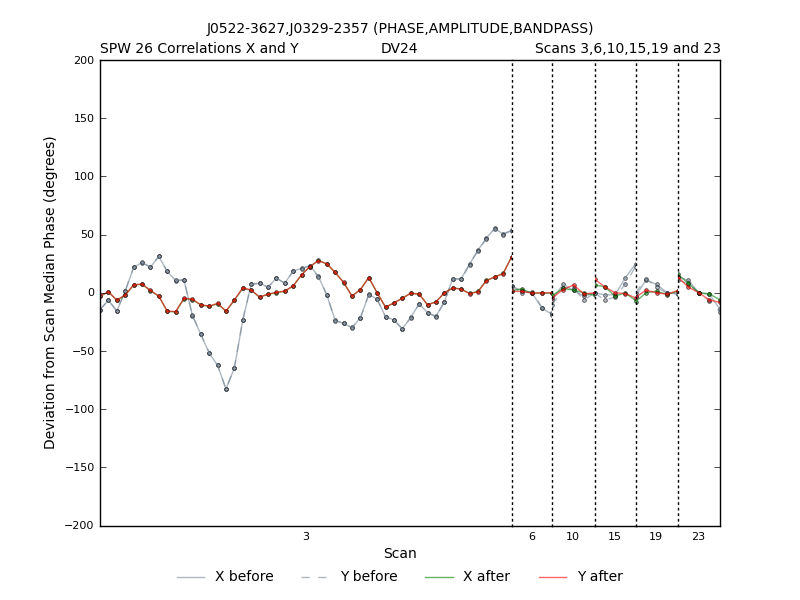 J0522-3627,J0329-2357 (PHASE,AMPLITUDE,BANDPASS)
SPW 26 Correlations X and Y DV24 Scans 3,6,10,15,19 and 23
200
150
100
50
0
−50
−100
−150
−200
Deviation from Scan Median Phase (degrees)
3 6 10 15 19 23
Scan
X before Y before X after Y after